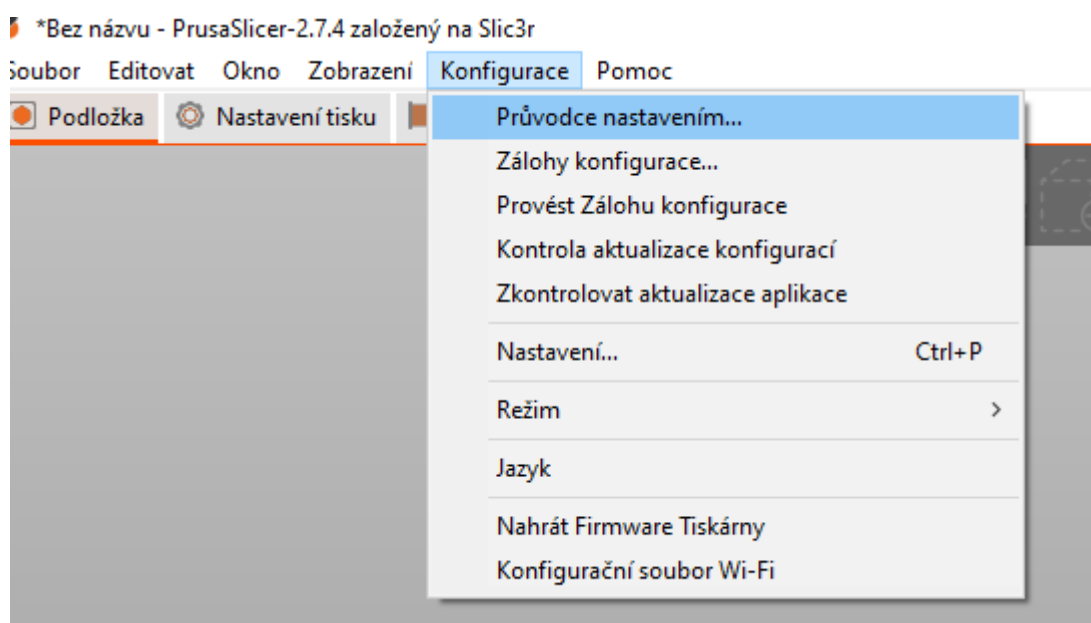 *Bez názvu - PrusaSlicer-2.7.4 založený na Slic3r
Soubor Editovat Okno Zobrazení Konfigurace Pomoc
Podložka Nastavení tisku
Průvodce nastavením...
Zálohy konfigurace...
Provést Zálohu konfigurace
Kontrola aktualizace konfigurací
Zkontrolovat aktualizace aplikace
Nastavení... Ctrl+P
Režim
Jazyk
Nahrát Firmware Tiskárny
Konfigurační soubor Wi-Fi